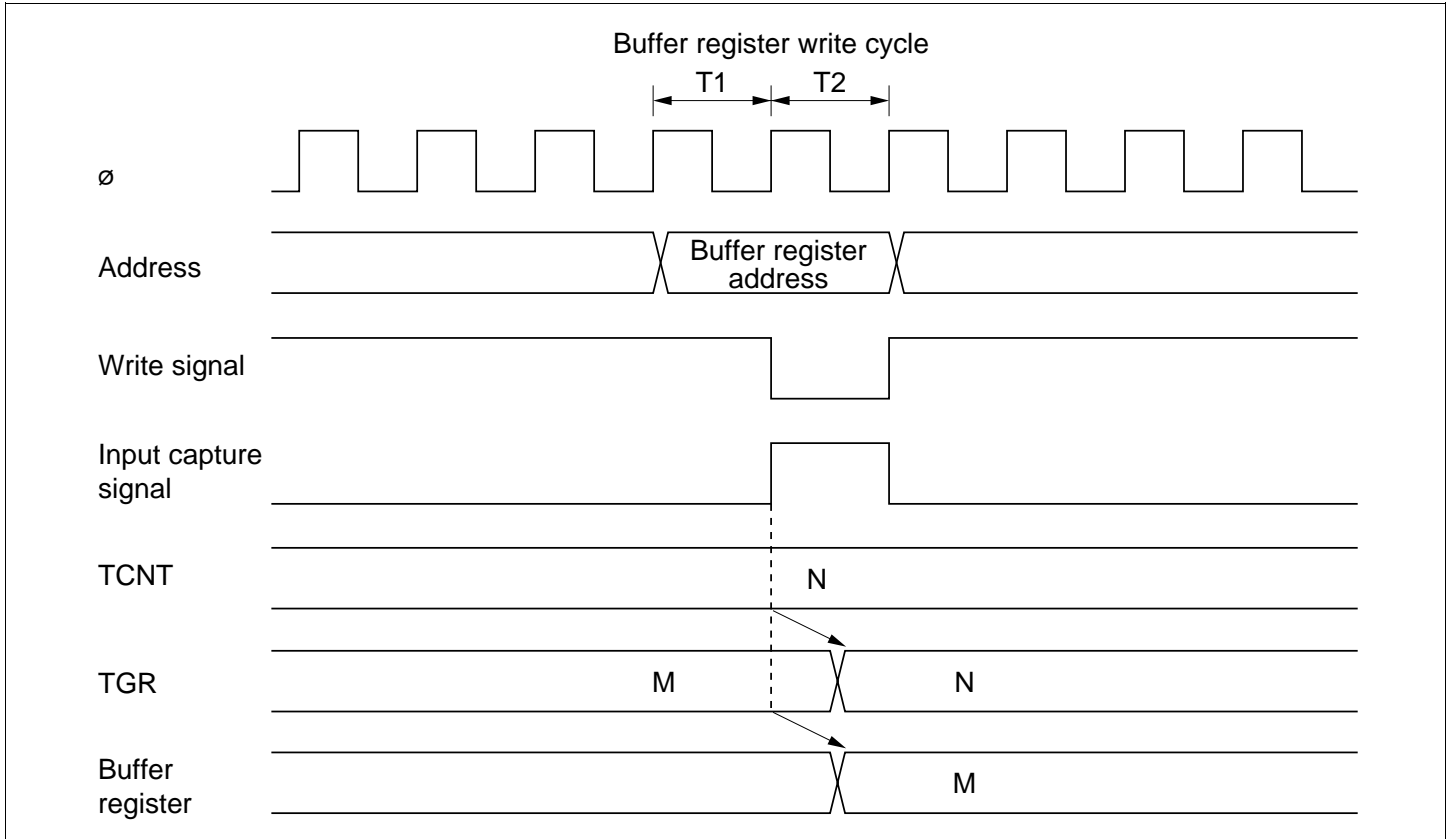 Buffer register write cycle
T1 T2
ø
Address
Buffer register
address
Write signal
Input capture
signal
TCNT
N
TGR
M
N
Buffer
register
M